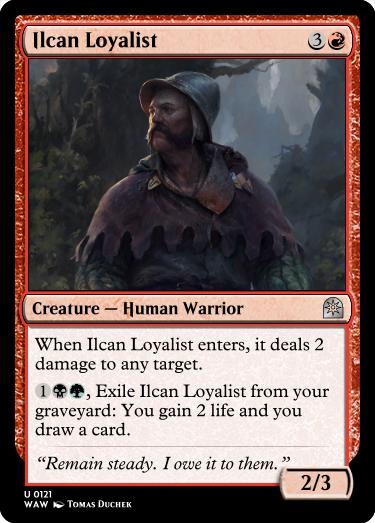 Ilcan Loyalist 3
Creature — Human Warrior
When Ilcan Loyalist enters, it deals 2
damage to any target.
1, Exile Ilcan Loyalist from your
graveyard: You gain 2 life and you
draw a card.
“Remain steady. I owe it to them.”
2/3
U 0121
WAW Tomas Duchek